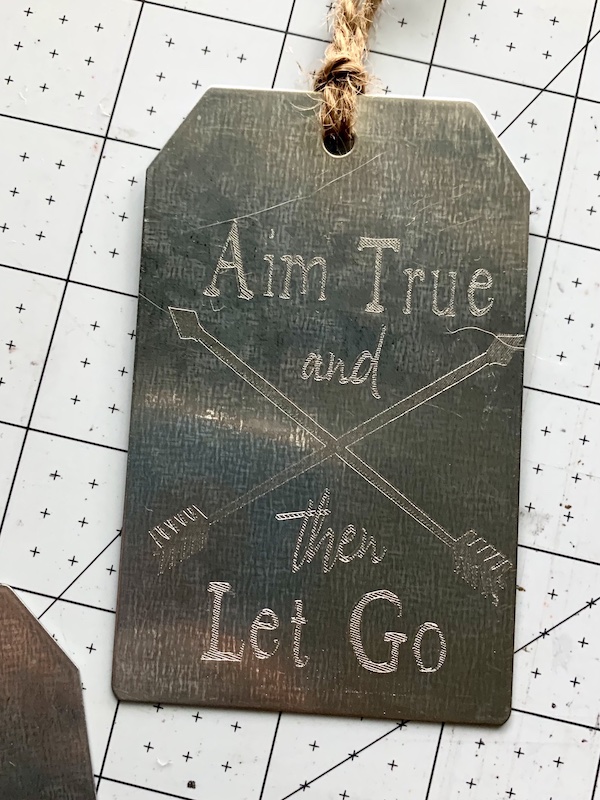 Aim True
and
then
Let Go